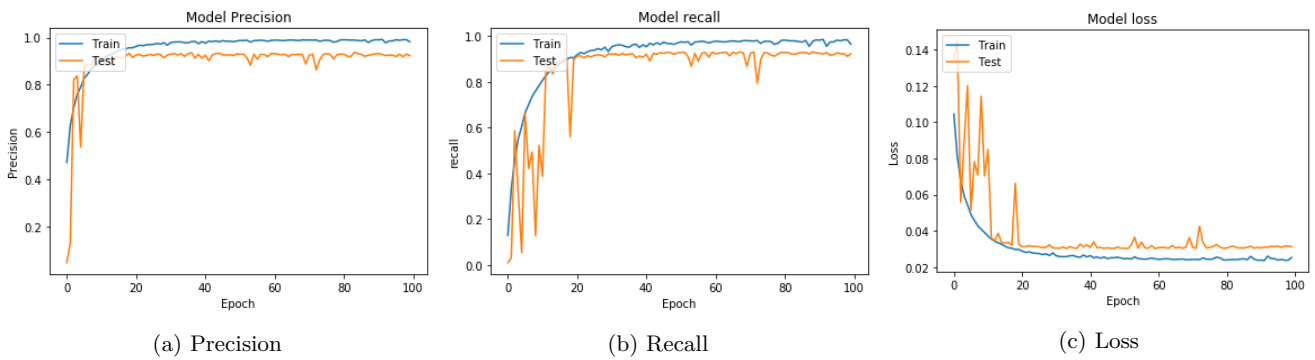 Model Precision
1.0
0.8
0.6
0.4
0.2
Precision
Train
Test
0 20 40 60 80 100
Epoch
(a) Precision
Model recall
1.0
0.8
0.6
0.4
0.2
0.0
recall
Train
Test
0 20 40 60 80 100
Epoch
(b) Recall
Model loss
0.14
0.12
0.10
0.08
0.06
0.04
0.02
Loss
Train
Test
0 20 40 60 80 100
Epoch
(c) Loss